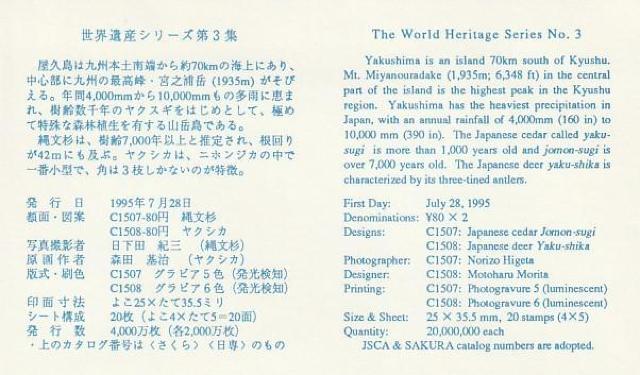 世界遺産シリーズ第3集
屋久島は九州本土南端から約70kmの海上にあり、
中心部に九州の最高峰・宮之浦岳 (1935m) がそび
える。年間4,000mmから10,000mmもの多雨に恵ま
れ、樹齢数千年のヤクスギをはじめとして、極め
て特殊な森林植生を有する山岳島である。
縄文杉は、樹齢7,000年以上と推定され、根回り
が42mにも及ぶ。ヤクシカは、ニホンジカの中で
一番小型で、角は3枝しかないのが特徴。
発行日 1995年7月28日
額面・図案 C1507-80円 縄文杉
C1508-80円 ヤクシカ
写真撮影者 日下田 紀三 (縄文杉)
原画作者 森田 基治 (ヤクシカ)
版式・刷色 C1507 グラビア5色 (発光検知)
C1508 グラビア6色 (発光検知)
印面寸法 よこ25×たて35.5ミリ
シート構成 20枚 (よこ4×たて5=20面)
発行数 4,000万枚 (各2,000万)
・上のカタログ番号は〈さくら〉〈日専〉のもの
The World Heritage Series No. 3
Yakushima is an island 70km south of Kyushu.
Mt. Miyanouradake (1,935m; 6,348 ft) in the central
part of the island is the highest peak in the Kyushu
region. Yakushima has the heaviest precipitation in
Japan, with an annual rainfall of 4,000mm (160 in) to
10,000 mm (390 in). The Japanese cedar called yaku-
sugi is more than 1,000 years old and jomon-sugi is
over 7,000 years old. The Japanese deer yaku-shika is
characterized by its three-tined antlers.
First Day: July 28, 1995
Denominations: ¥80 × 2
Designs: C1507: Japanese cedar Jomon-sugi
C1508: Japanese deer Yaku-shika
Photographer: C1507: Norizo Higeta
Designer: C1508: Motoharu Morita
Printing: C1507: Photogravure 5 (luminescent)
C1508: Photogravure 6 (luminescent)
Size & Sheet: 25 × 35.5 mm, 20 stamps (4×5)
Quantity: 20,000,000 each
JSCA & SAKURA catalog numbers are adopted.